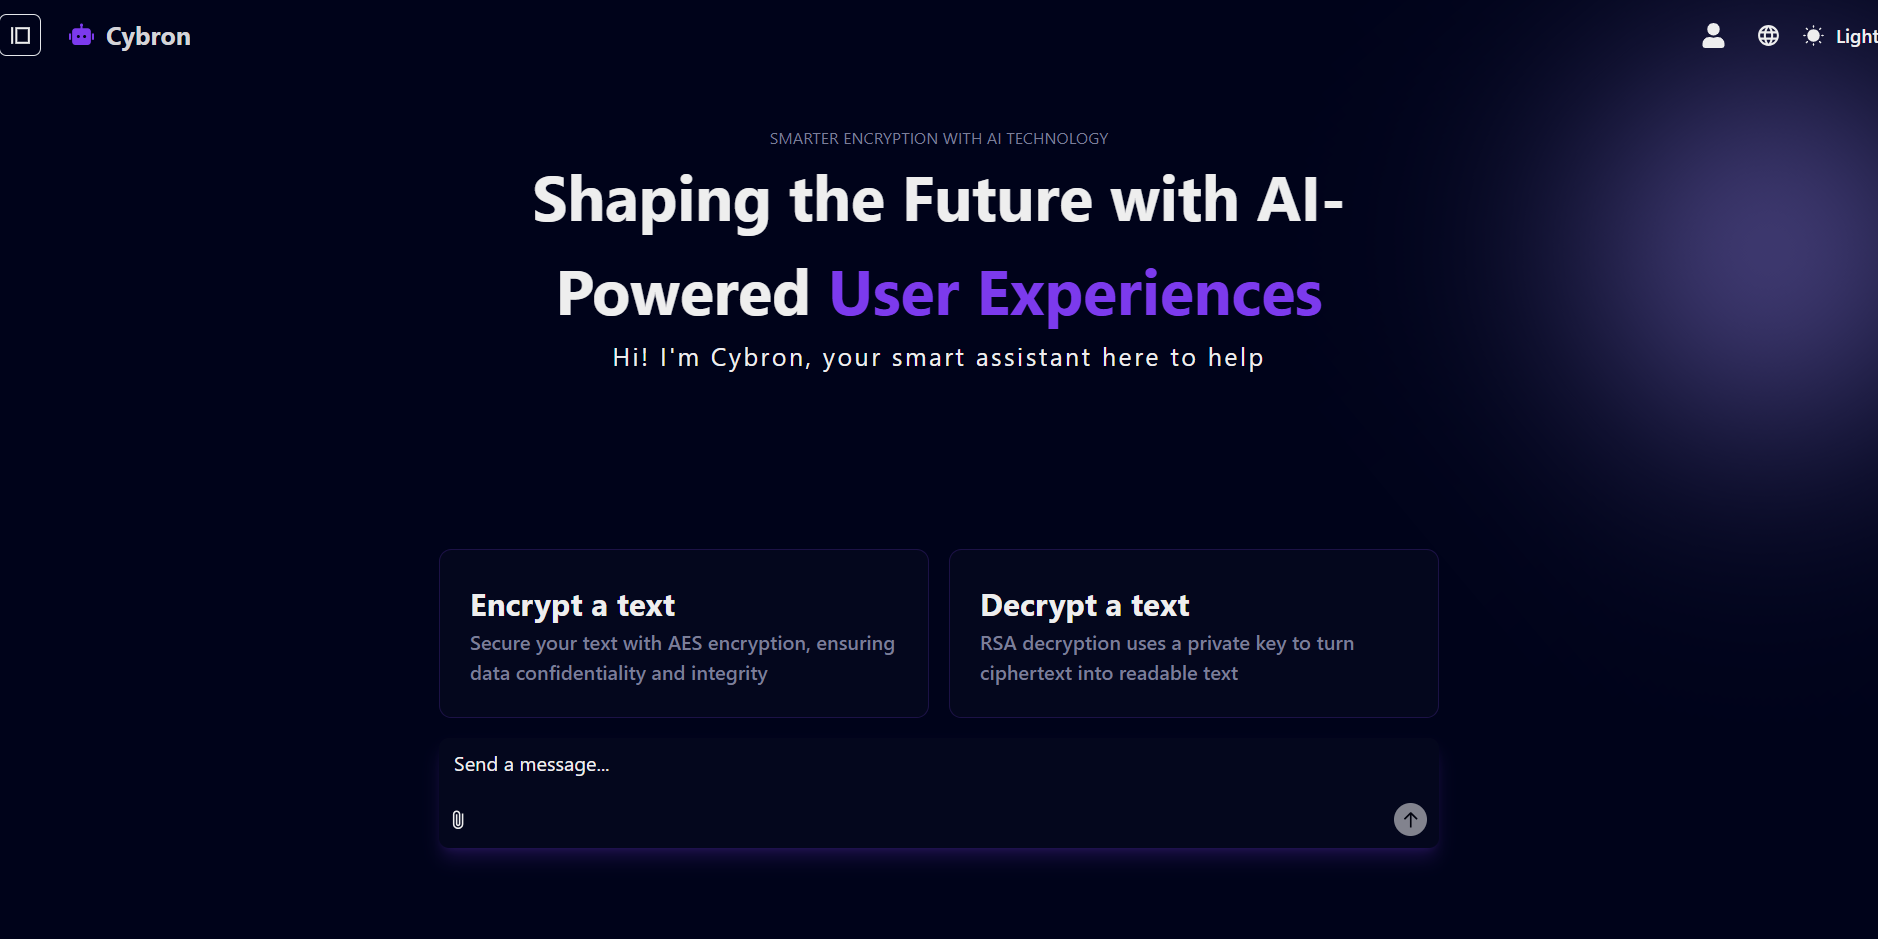 Cybron
Light
SMARTER ENCRYPTION WITH AI TECHNOLOGY
Shaping the Future with AI-
Powered User Experiences
Hi! I'm Cybron, your smart assistant here to help
Encrypt a text
Secure your text with AES encryption, ensuring
data confidentiality and integrity
Decrypt a text
RSA decryption uses a private key to turn
ciphertext into readable text
Send a message...